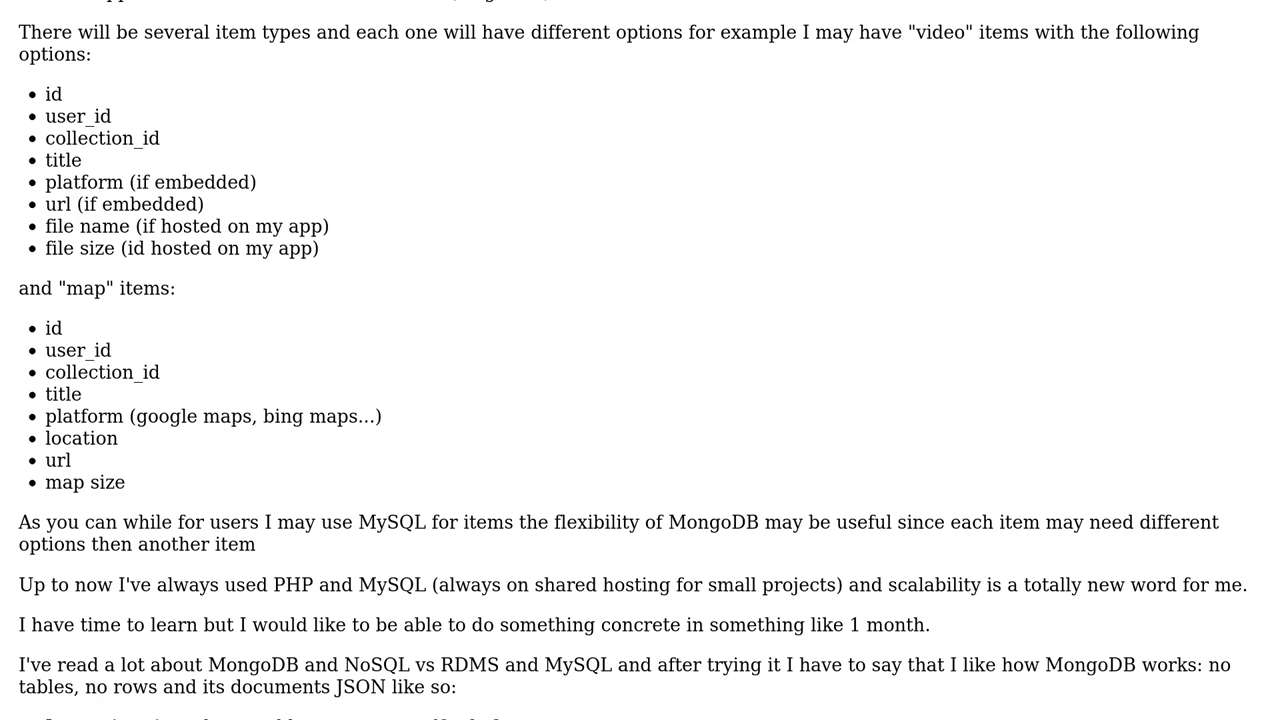 There will be several item types and each one will have different options for example I may have "video" items with the following
options:
• id
• user_id
• collection_id
• title
• platform (if embedded)
• url (if embedded)
• file name (if hosted on my app)
• file size (id hosted on my app)
and "map" items:
• id
• user_id
• collection_id
• title
• platform (google maps, bing maps...)
• location
• url
• map size
As you can while for users I may use MySQL for items the flexibility of MongoDB may be useful since each item may need different
options then another item
Up to now I've always used PHP and MySQL (always on shared hosting for small projects) and scalability is a totally new word for me.
I have time to learn but I would like to be able to do something concrete in something like 1 month.
I've read a lot about MongoDB and NoSQL vs RDMS and MySQL and after trying it I have to say that I like how MongoDB works: no
tables, no rows and its documents JSON like so: